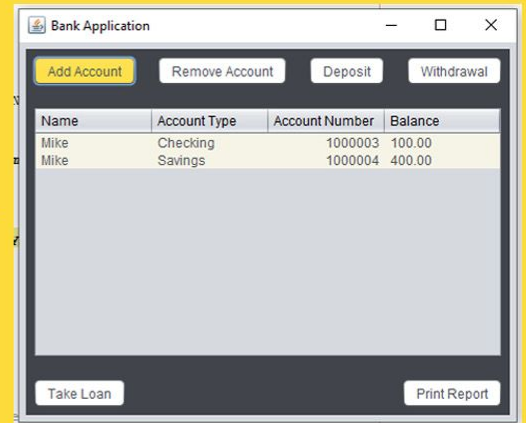 Bank Application
Add Account Remove Account Deposit Withdrawal
Name Account Type Account Number Balance
Mike Checking 1000003 100.00
Mike Savings 1000004 400.00
Take Loan Print Report